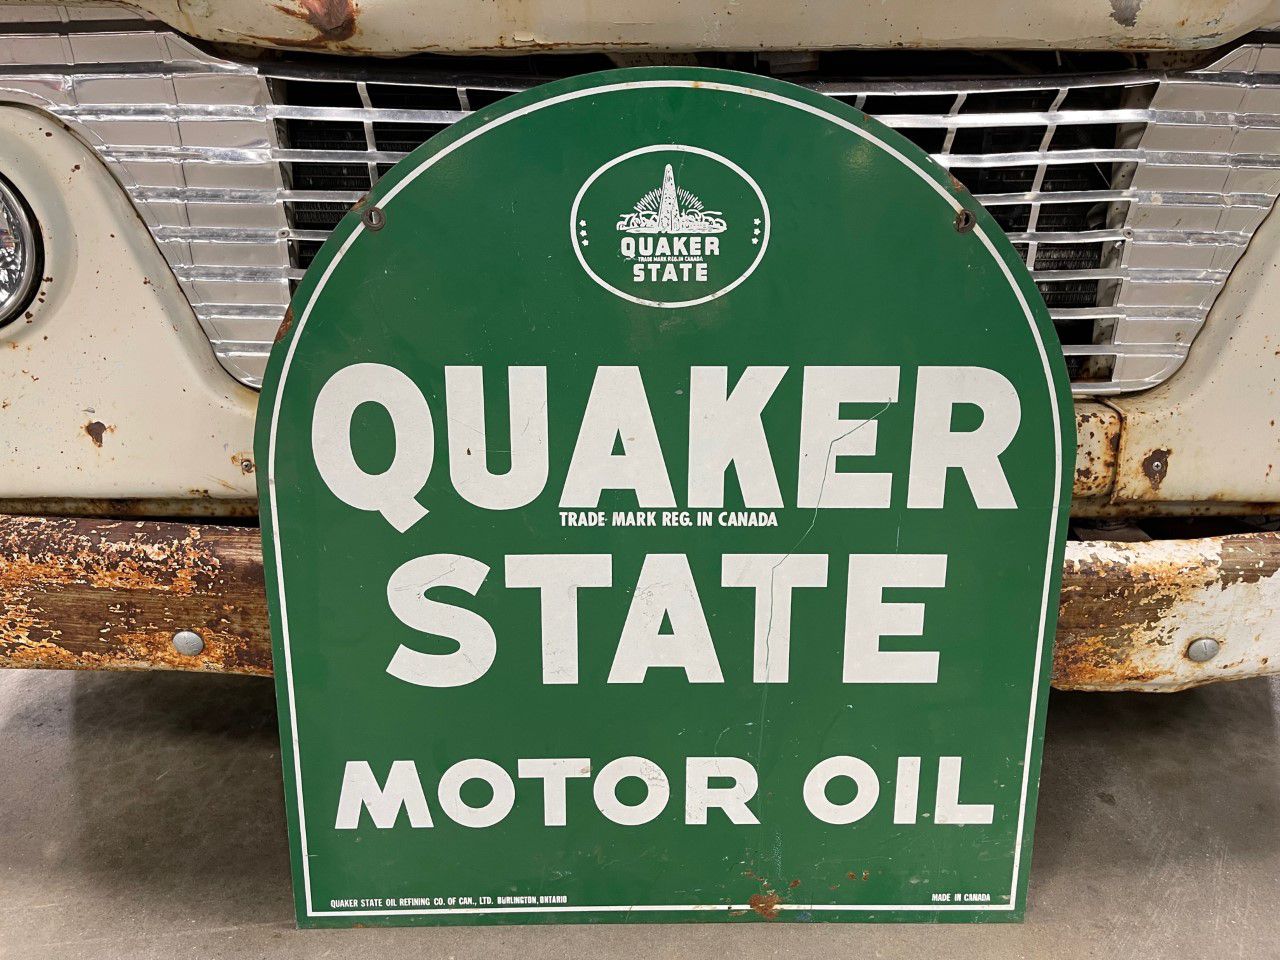 QUAKER
TRADE MARK REG. IN CANADA
STATE
QUAKER
TRADE MARK REG. IN CANADA
STATE
MOTOR OIL
QUAKER STATE OIL REFINING CO. OF CAN., LTD. BURLINGTON, ONTARIO
MADE IN CANADA